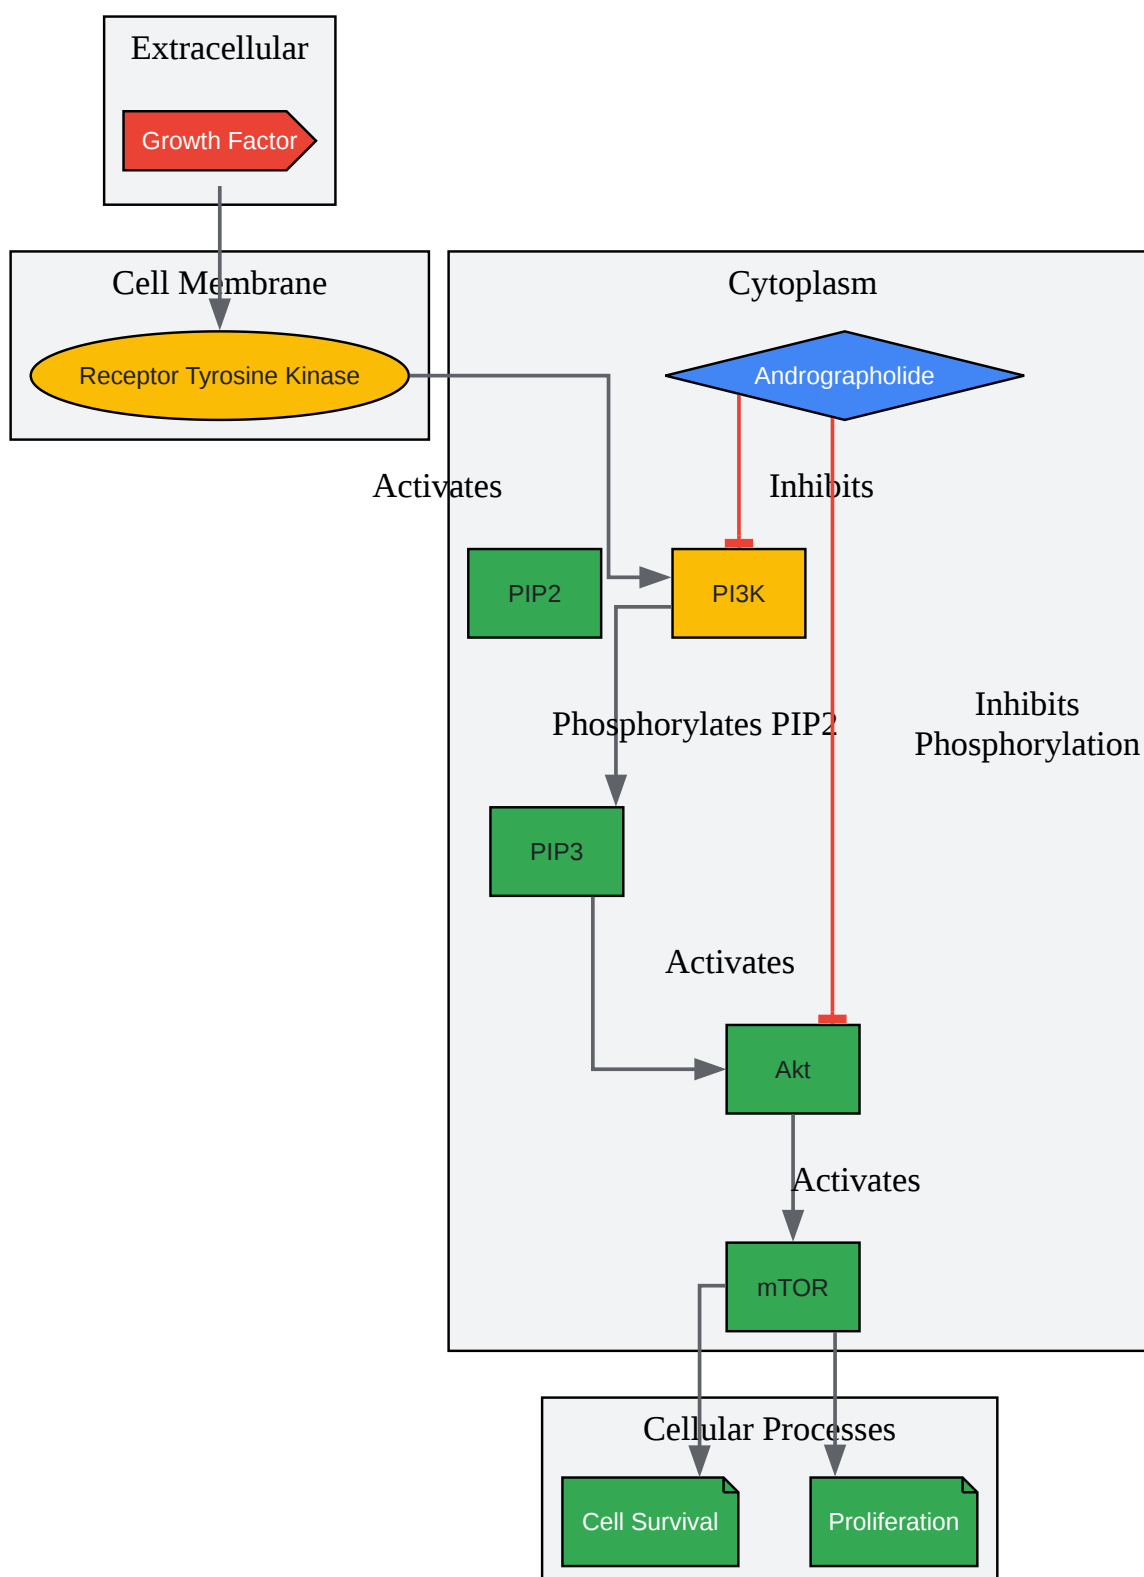 Extracellular
Growth Factor
Cell Membrane
Receptor Tyrosine Kinase
Cytoplasm
Andrographolide
Activates
Inhibits
PIP2
PI3K
Phosphorylates PIP2
Inhibits
Phosphorylation
PIP3
Activates
Akt
Activates
mTOR
Cellular Processes
Cell Survival
Proliferation